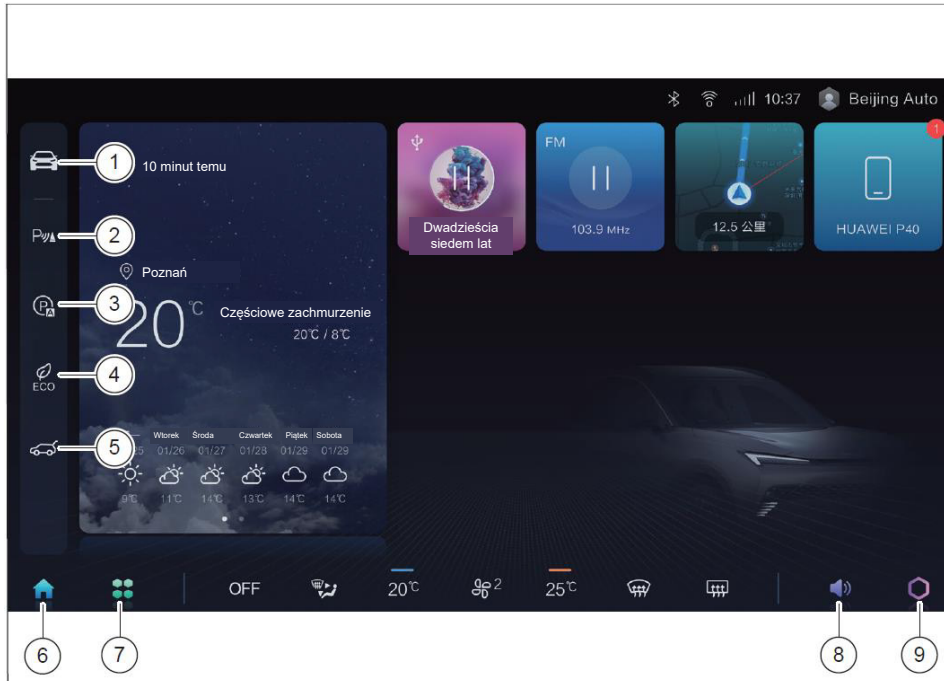 10:37 Beijing Auto
1
1
10 minut temu
FM
Dwadzieścia
siedem lat
103.9 MHz
12.5 公里
HUAWEI P40
2
Poznań
3
20°C
Częściowe zachmurzenie
20℃ / 8℃
4
ECO
Wtorek Środa Czwartek Piątek Sobota
5
01/26 01/27 01/28 01/29 01/29
9℃ 11℃ 14℃ 13℃ 14℃ 14℃
OFF 20℃ 2 25℃
6 7 8 9